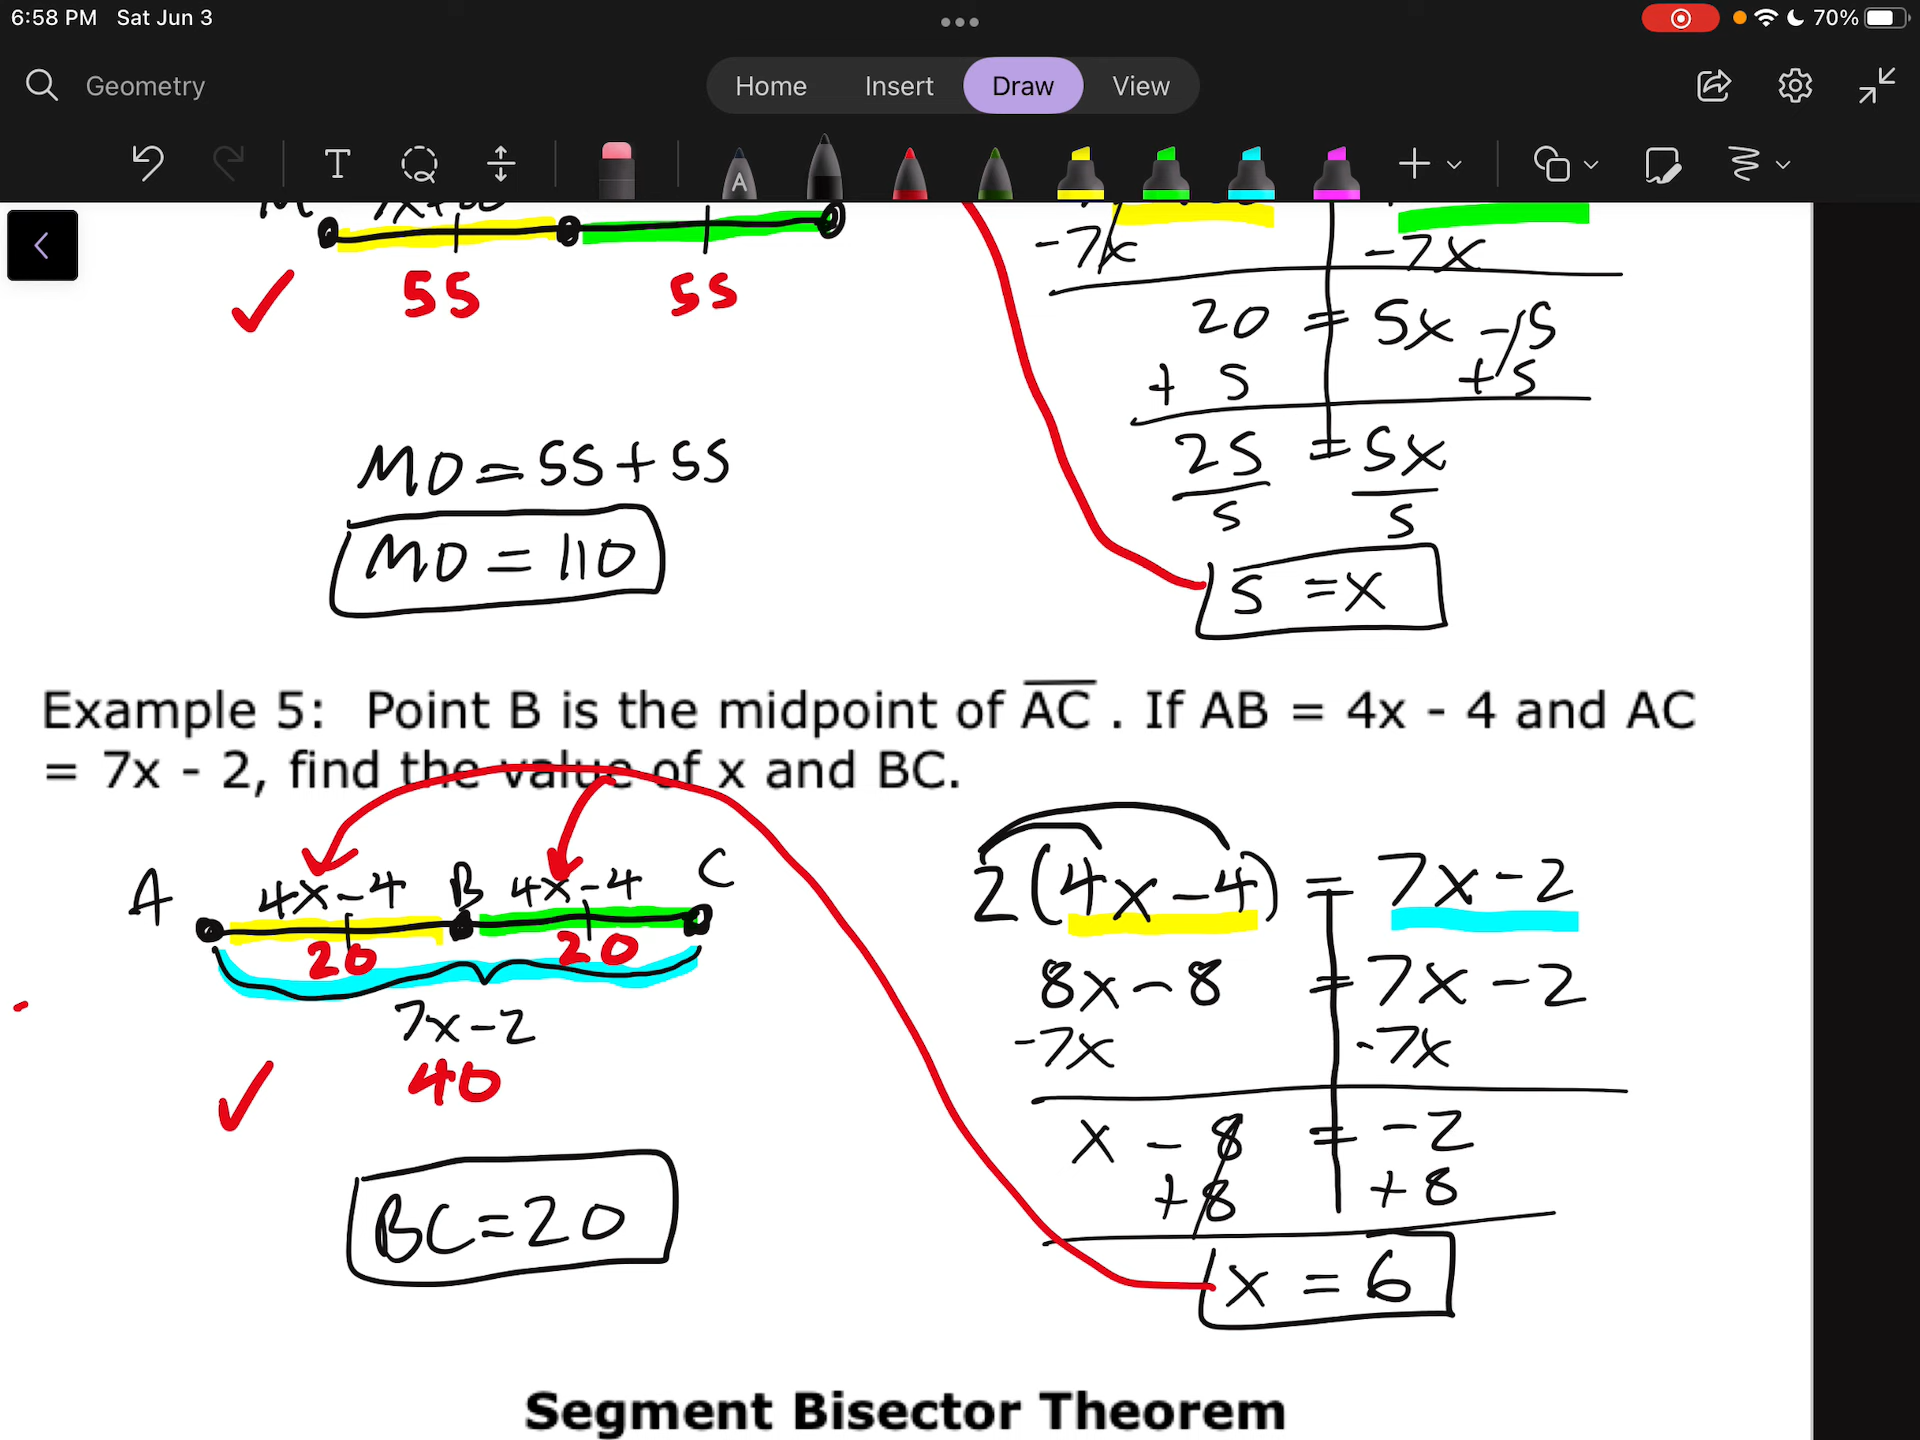 6:58 PM Sat Jun 3
70%
Geometry
Home Insert Draw View
T
A
55 55
-7x -7x
20 = 5x - 5
+ 5 +5
25 = 5x
5 5
5 = x
MO = 55 + 55
MO = 110
Example 5: Point B is the midpoint of AC . If AB = 4x - 4 and AC
= 7x - 2, find the value of x and BC.
A 4x-4 B 4x-4 C
20 20
7x-2
40
BC=20
2(4x-4) = 7x-2
8x-8 = 7x-2
-7x -7x
x - 8 = -2
+8 +8
x = 6
Segment Bisector Theorem